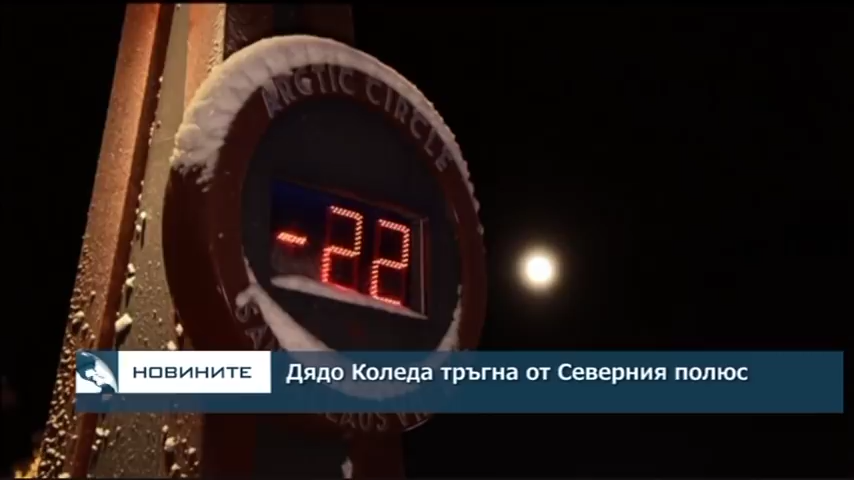 ARCTIC CIRCLE
-22
НОВИНИТЕ
Дядо Коледа тръгна от Северния полюс